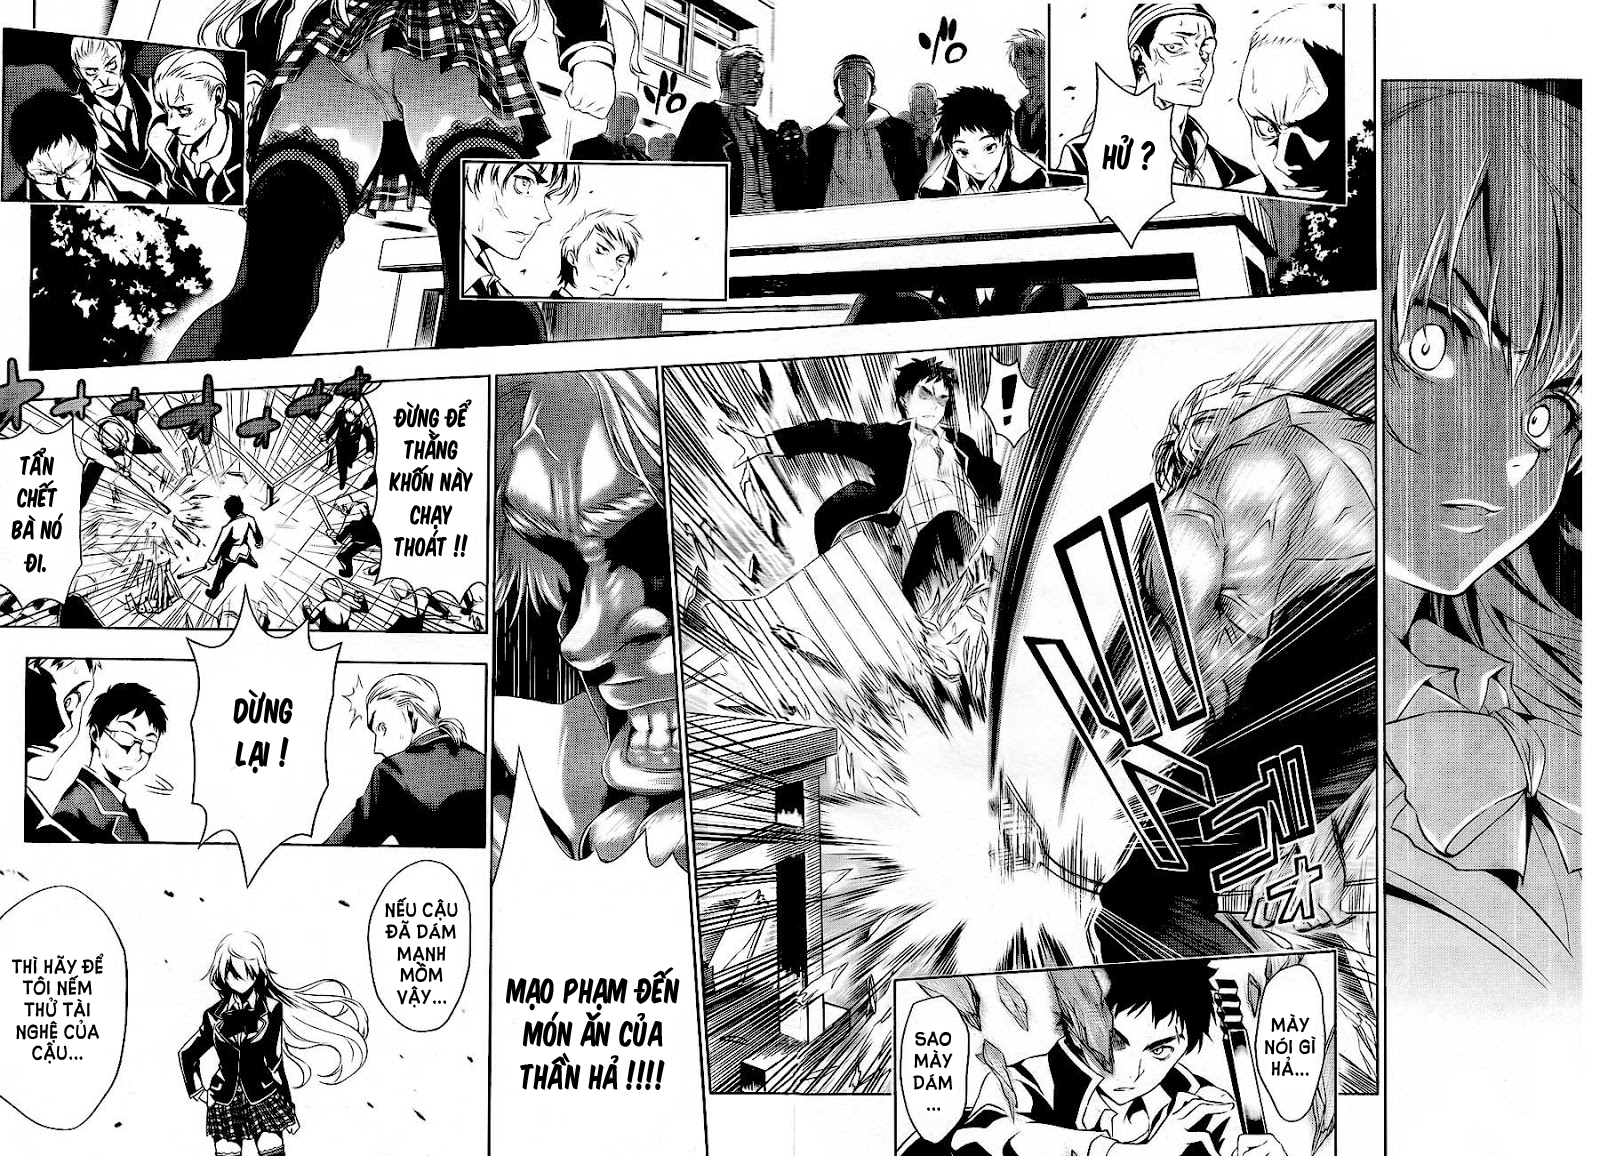 HỬ ?
MÀY
NÓI GÌ
HẢ...
SAO
MÀY
DÁM
...
MẠO PHẠM ĐẾN
MÓN ĂN CỦA
THẦN HẢ !!!!
ĐỪNG ĐỂ
THẰNG
KHỐN NÀY
CHẠY
THOÁT !!
TẨN
CHẾT
BÀ NÓ
ĐI.
DỪNG
LẠI !
NẾU CẬU
ĐÃ DÁM
MẠNH
MỒM
VẬY...
THÌ HÃY ĐỂ
TÔI NẾM
THỬ TÀI
NGHỆ CỦA
CẬU...